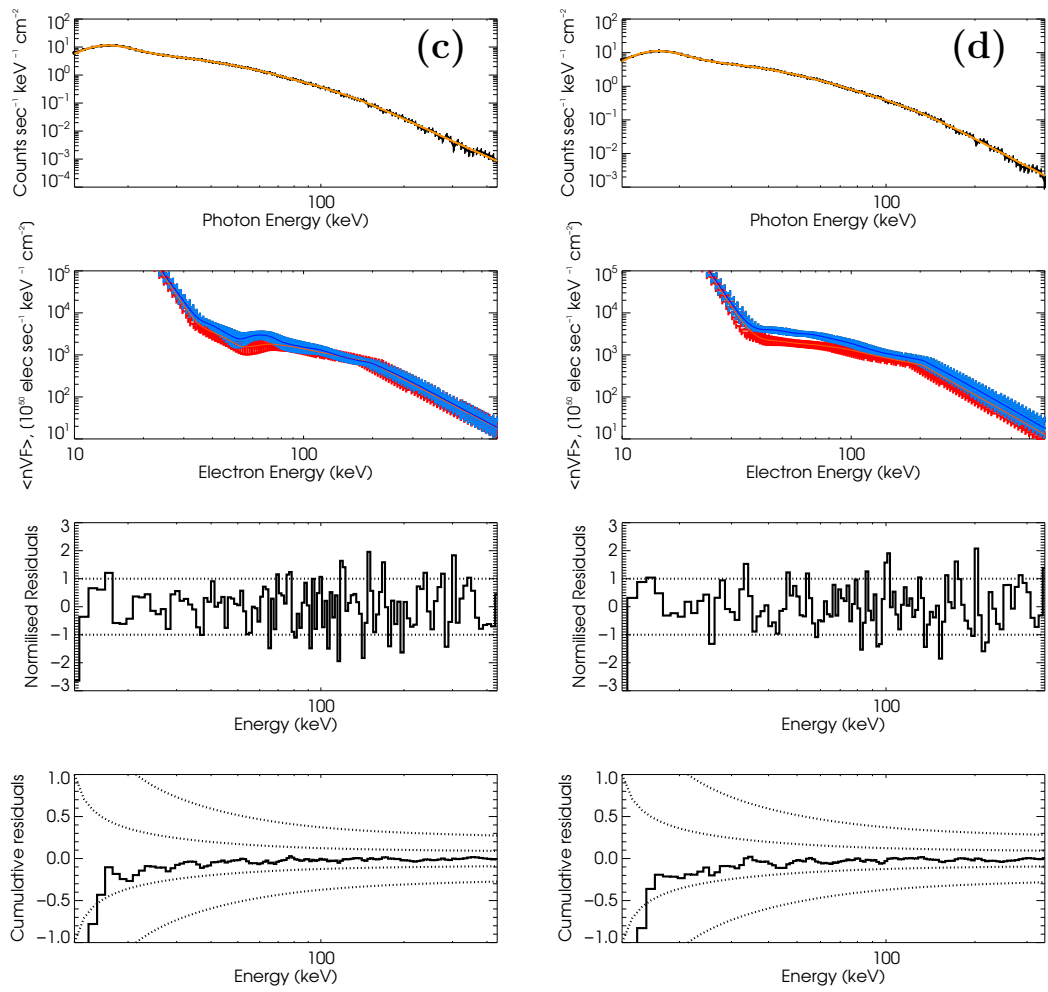 (c)
Counts sec⁻¹ keV⁻¹ cm⁻²
10¹ 10⁰ 10⁻¹ 10⁻² 10⁻³ 10⁻⁴
100
Photon Energy (keV)
(d)
Counts sec⁻¹ keV⁻¹ cm⁻²
10² 10¹ 10⁰ 10⁻¹ 10⁻² 10⁻³
100
Photon Energy (keV)
<nVF>, (10⁵⁰ elec sec⁻¹ keV⁻¹ cm⁻²)
10⁵ 10⁴ 10³ 10² 10¹
10 100
Electron Energy (keV)
<nVF>, (10⁵⁰ elec sec⁻¹ keV⁻¹ cm⁻²)
10⁵ 10⁴ 10³ 10² 10¹
10 100
Electron Energy (keV)
Normilised Residuals
3 2 1 0 −1 −2 −3
100
Energy (keV)
Normilised Residuals
3 2 1 0 −1 −2 −3
100
Energy (keV)
Cumulative residuals
1.0 0.5 0.0 −0.5 −1.0
100
Energy (keV)
Cumulative residuals
1.0 0.5 0.0 −0.5 −1.0
100
Energy (keV)